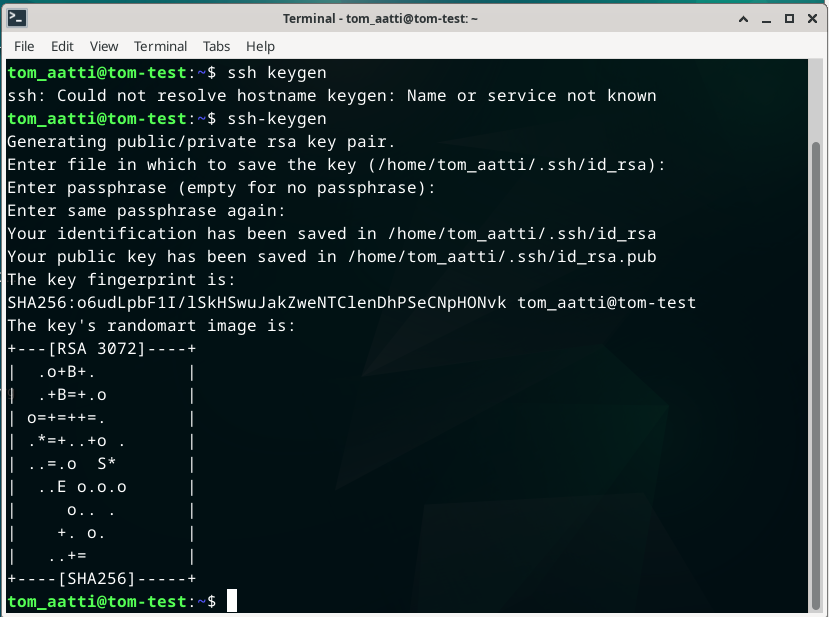 Terminal - tom_aatti@tom-test: ~
File Edit View Terminal Tabs Help
tom_aatti@tom-test:~$ ssh keygen
ssh: Could not resolve hostname keygen: Name or service not known
tom_aatti@tom-test:~$ ssh-keygen
Generating public/private rsa key pair.
Enter file in which to save the key (/home/tom_aatti/.ssh/id_rsa):
Enter passphrase (empty for no passphrase):
Enter same passphrase again:
Your identification has been saved in /home/tom_aatti/.ssh/id_rsa
Your public key has been saved in /home/tom_aatti/.ssh/id_rsa.pub
The key fingerprint is:
SHA256:o6udLpbF1I/lSkHSwuJakZweNTClenDhPSeCNpHONvk tom_aatti@tom-test
The key's randomart image is:
+---[RSA 3072]----+
|  .o+B+.         |
|  .+B=+.o        |
| o=+=++=.        |
| .*=+..+o .      |
| ..=.o  S*       |
|  ..E o.o.o      |
|     o.. .       |
|    +. o.        |
|   ..+=          |
+----[SHA256]-----+
tom_aatti@tom-test:~$